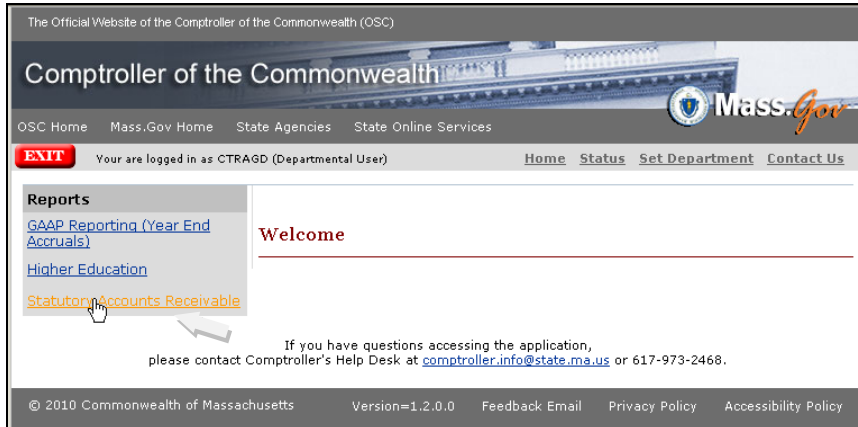 The Official Website of the Comptroller of the Commonwealth (OSC)
Comptroller of the Commonwealth
Mass.Gov
OSC Home Mass.Gov Home State Agencies State Online Services
EXIT Your are logged in as CTRAGD (Departmental User) Home Status Set Department Contact Us
Reports
GAAP Reporting (Year End
Accruals)
Higher Education
Statutory Accounts Receivable
Welcome
If you have questions accessing the application,
please contact Comptroller's Help Desk at comptroller.info@state.ma.us or 617-973-2468.
© 2010 Commonwealth of Massachusetts Version=1.2.0.0 Feedback Email Privacy Policy Accessibility Policy